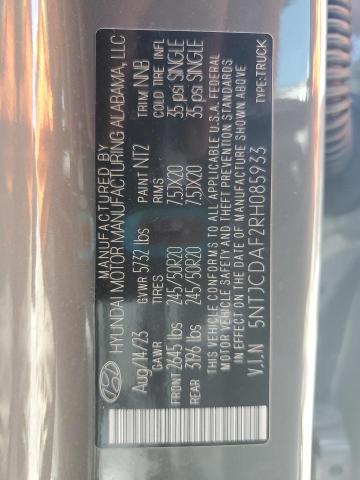 MANUFACTURED BY
HYUNDAI MOTOR MANUFACTURING ALABAMA, LLC
Aug/14/23 GVWR 5732 lbs PAINT NTZ TRIM NNB
TIRES RIMS COLD TIRE INFL
FRONT 2645 lbs 245/50R20 7.5JX20 35 psi SINGLE
REAR 3196 lbs 245/50R20 7.5JX20 35 psi SINGLE
THIS VEHICLE CONFORMS TO ALL APPLICABLE U.S.A. FEDERAL
MOTOR VEHICLE SAFETY AND THEFT PREVENTION STANDARDS
IN EFFECT ON THE DATE OF MANUFACTURE SHOWN ABOVE.
V.I.N 5NTJCDAF2RH085933 TYPE:TRUCK